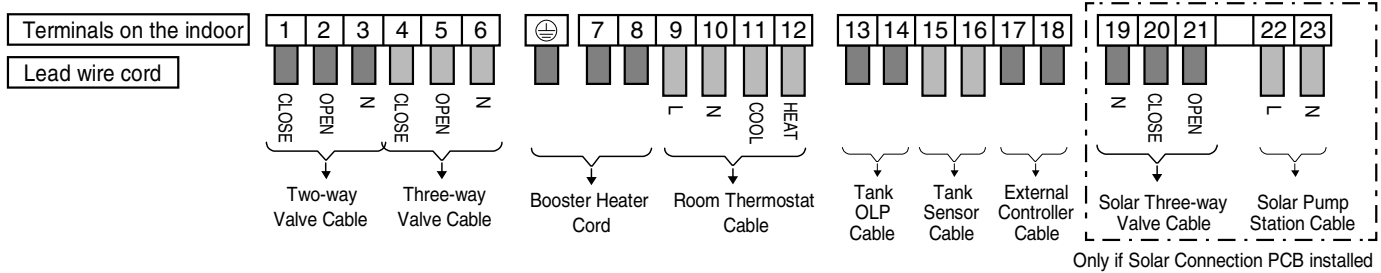 Terminals on the indoor
1 2 3 4 5 6 7 8 9 10 11 12 13 14 15 16 17 18 19 20 21 22 23
Lead wire cord
CLOSE OPEN N CLOSE OPEN N L N COOL HEAT N CLOSE OPEN L N
Two-way
Valve Cable
Three-way
Valve Cable
Booster Heater
Cord
Room Thermostat
Cable
Tank
OLP
Cable
Tank
Sensor
Cable
External
Controller
Cable
Solar Three-way
Valve Cable
Solar Pump
Station Cable
Only if Solar Connection PCB installed